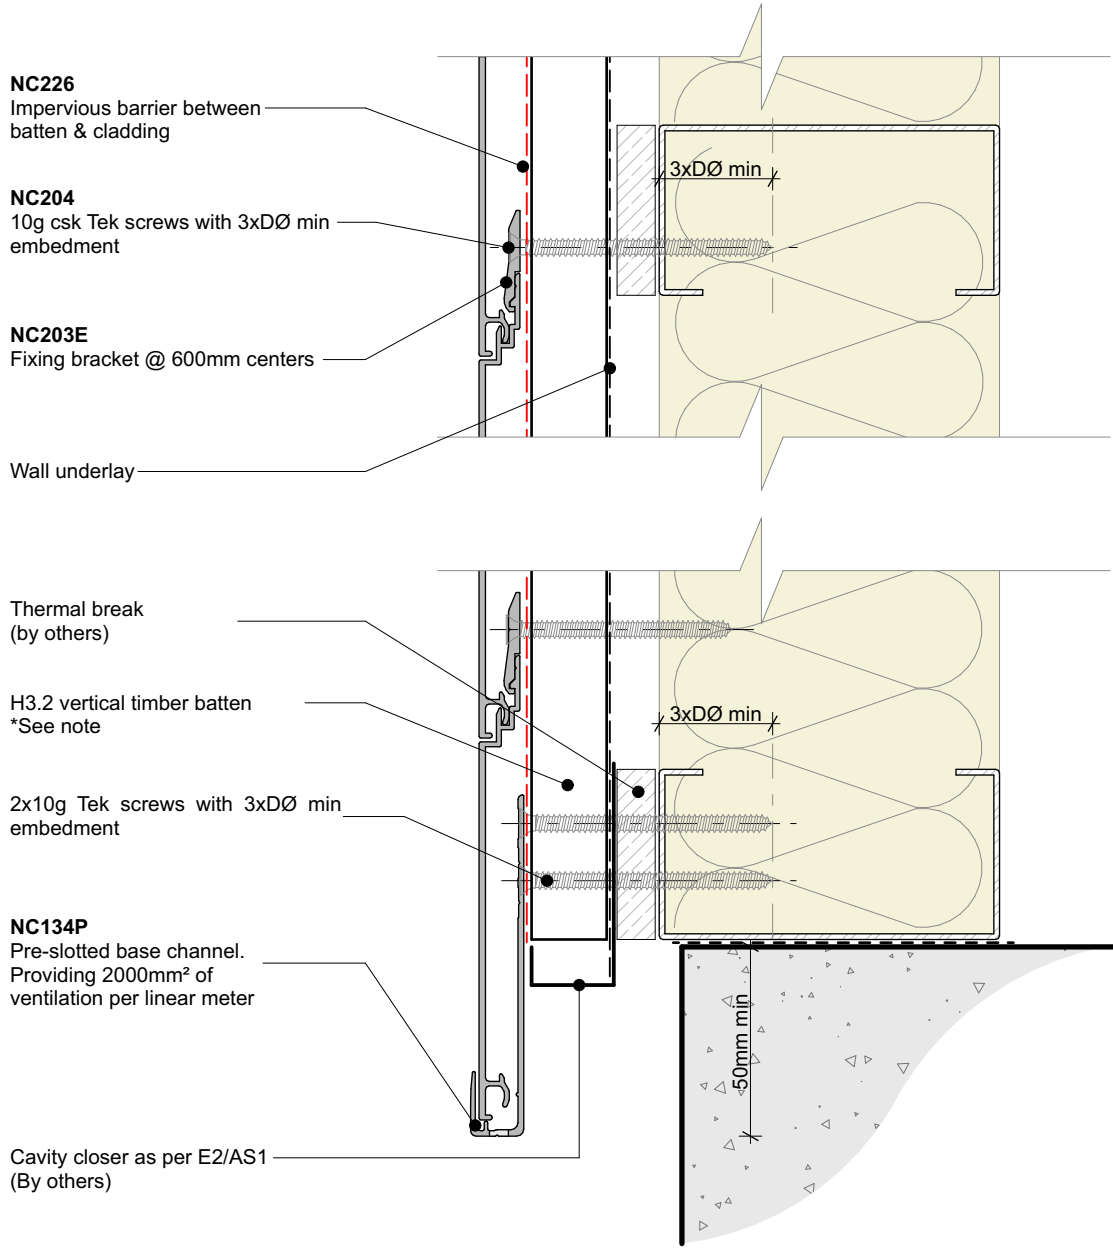 NC226
Impervious barrier between
batten & cladding
NC204
10g csk Tek screws with 3xDØ min
embedment
NC203E
Fixing bracket @ 600mm centers
Wall underlay
3xDØ min
Thermal break
(by others)
H3.2 vertical timber batten
*See note
2x10g Tek screws with 3xDØ min
embedment
NC134P
Pre-slotted base channel.
Providing 2000mm² of
ventilation per linear meter
Cavity closer as per E2/AS1
(By others)
3xDØ min
50mm min